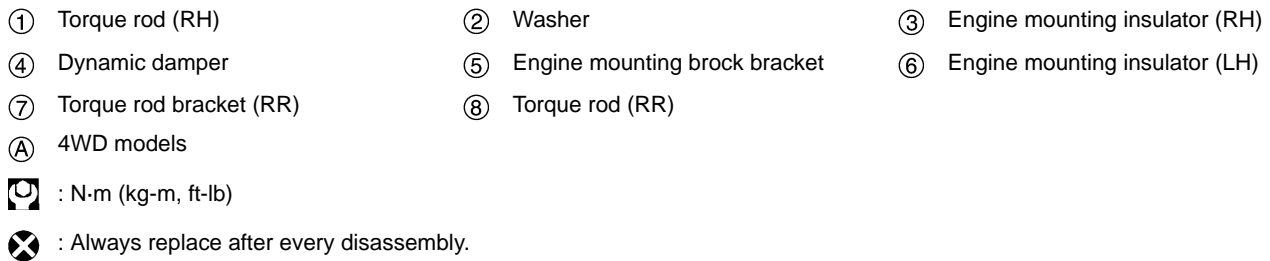 ① Torque rod (RH) ② Washer ③ Engine mounting insulator (RH)
④ Dynamic damper ⑤ Engine mounting brock bracket ⑥ Engine mounting insulator (LH)
⑦ Torque rod bracket (RR) ⑧ Torque rod (RR)
Ⓐ 4WD models
: N·m (kg-m, ft-lb)
: Always replace after every disassembly.